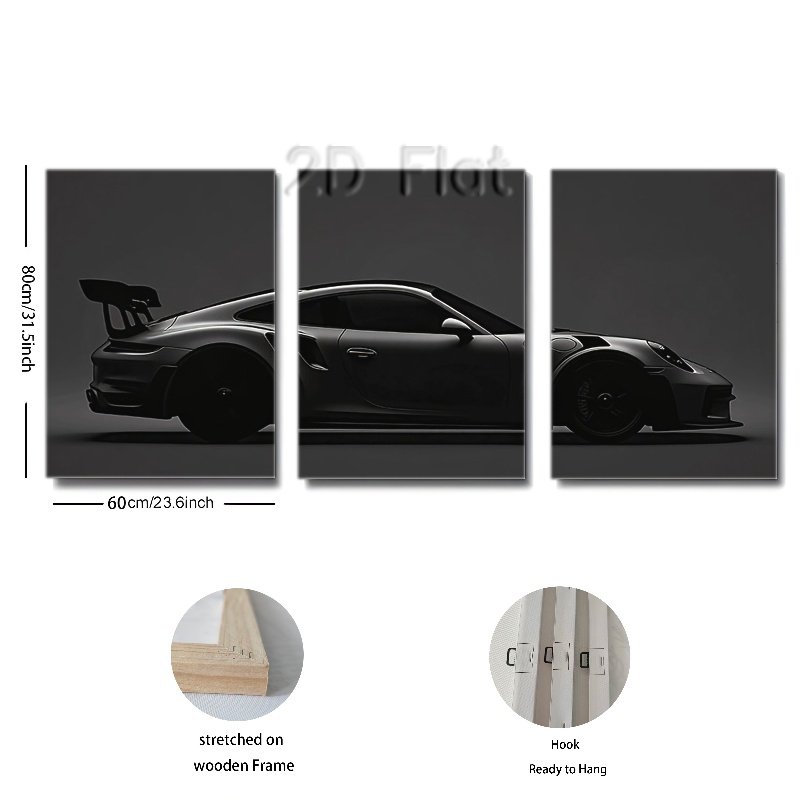 2D Flat
80cm/31.5inch
60cm/23.6inch
stretched on
wooden Frame
Hook
Ready to Hang